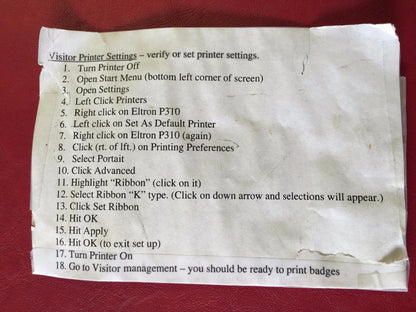 Visitor Printer Settings – verify or set printer settings.
1. Turn Printer Off
2. Open Start Menu (bottom left corner of screen)
3. Open Settings
4. Left Click Printers
5. Right click on Eltron P310
6. Left click on Set As Default Printer
7. Right click on Eltron P310 (again)
8. Click (rt. of lft.) on Printing Preferences
9. Select Portait
10. Click Advanced
11. Highlight “Ribbon” (click on it)
12. Select Ribbon “K” type. (Click on down arrow and selections will appear.)
13. Click Set Ribbon
14. Hit OK
15. Hit Apply
16. Hit OK (to exit set up)
17. Turn Printer On
18. Go to Visitor management – you should be ready to print badges